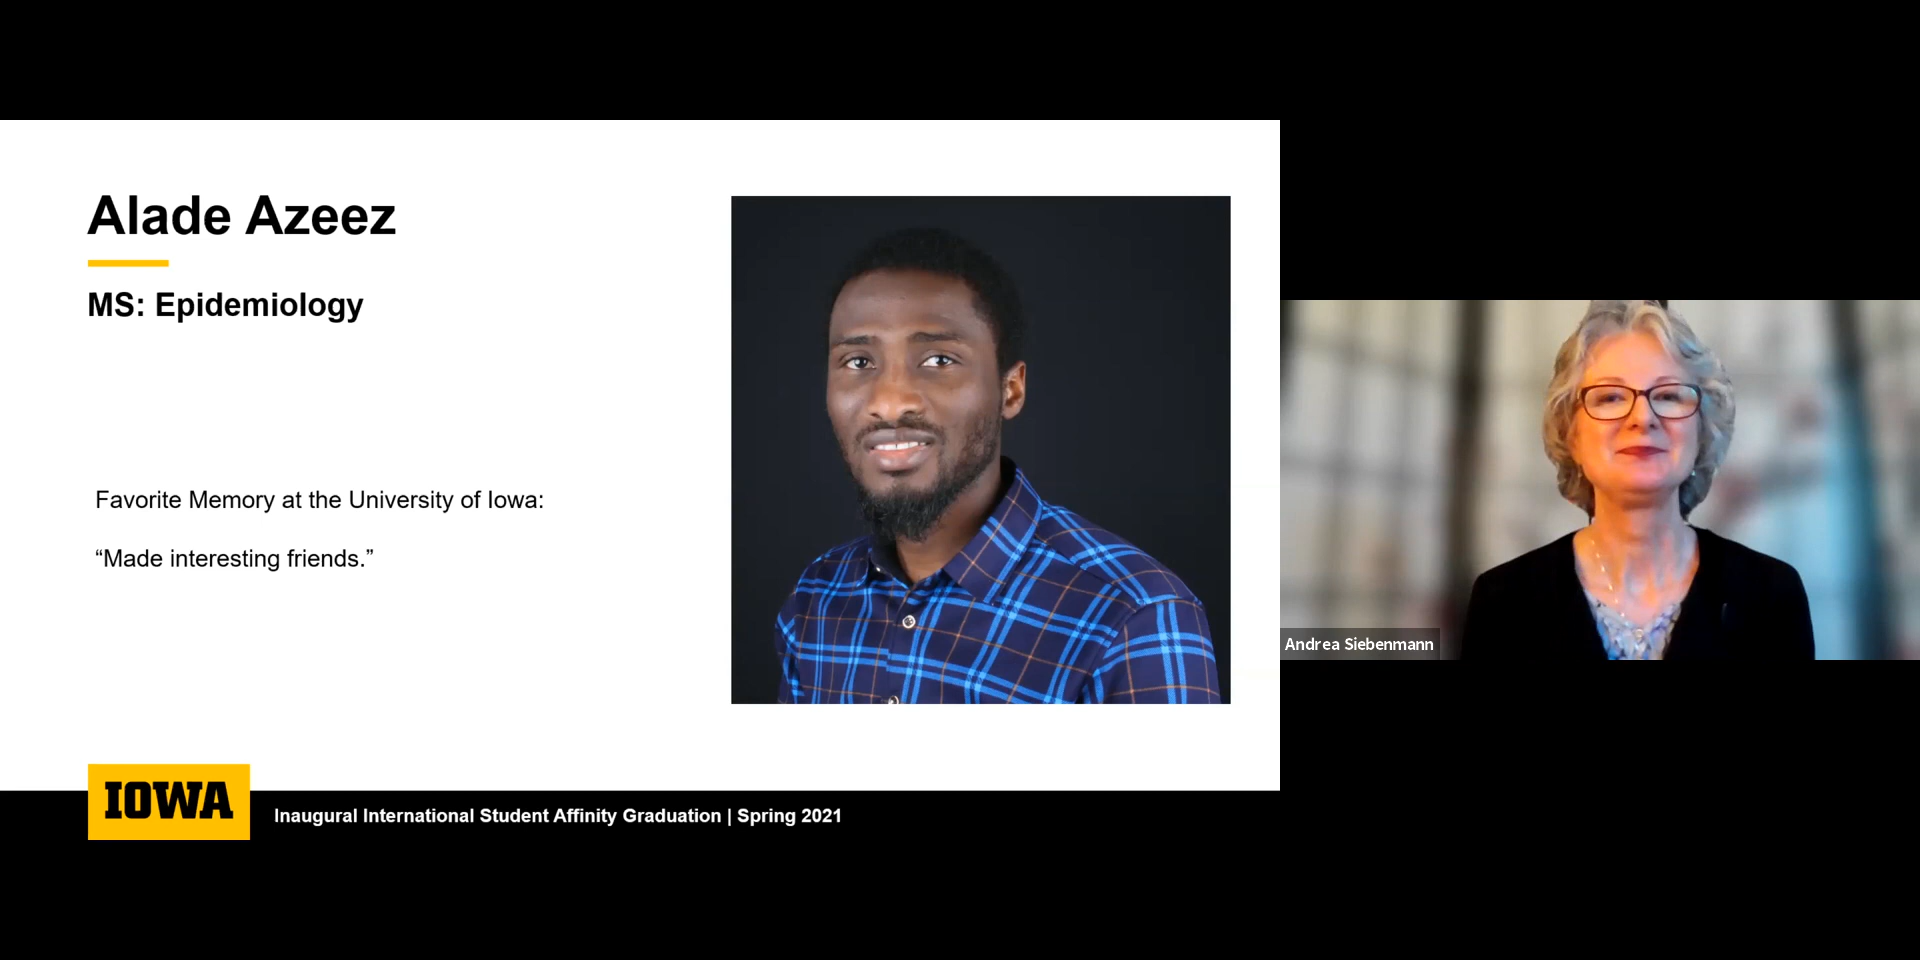 Alade Azeez
MS: Epidemiology
Favorite Memory at the University of Iowa:
“Made interesting friends.”
Andrea Siebenmann
IOWA
Inaugural International Student Affinity Graduation | Spring 2021